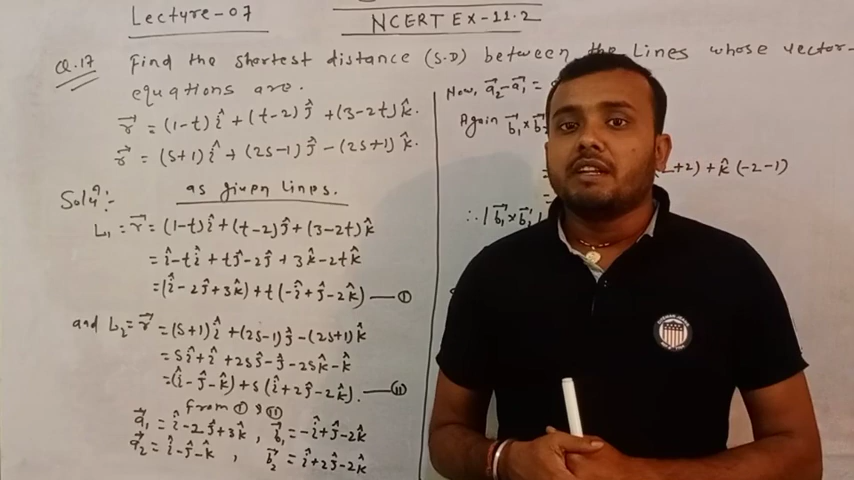 Lecture-07
NCERT EX-11.2
Q.17 Find the shortest distance (S.D) between the Lines whose vector-
equations are.
r⃗ = (1-t)î + (t-2)ĵ + (3-2t)k̂.
r⃗ = (s+1)î + (2s-1)ĵ - (2s+1)k̂.
Solⁿ:- as given Lines.
L₁ = r⃗ = (1-t)î + (t-2)ĵ + (3-2t)k̂
= î - tî + tĵ - 2ĵ + 3k̂ - 2tk̂
= (î - 2ĵ + 3k̂) + t(-î + ĵ - 2k̂) — I
and L₂ = r⃗ = (s+1)î + (2s-1)ĵ - (2s+1)k̂
= sî + î + 2sĵ - ĵ - 2sk̂ - k̂
= (î - ĵ - k̂) + s(î + 2ĵ - 2k̂). — II
From I & II
a⃗₁ = î - 2ĵ + 3k̂, b⃗₁ = -î + ĵ - 2k̂
a⃗₂ = î - ĵ - k̂, b⃗₂ = î + 2ĵ - 2k̂
Now, a⃗₂ - a⃗₁ =
Again b⃗₁ × b⃗
+2) + k̂(-2-1)
∴ |b⃗₁ × b⃗₂|